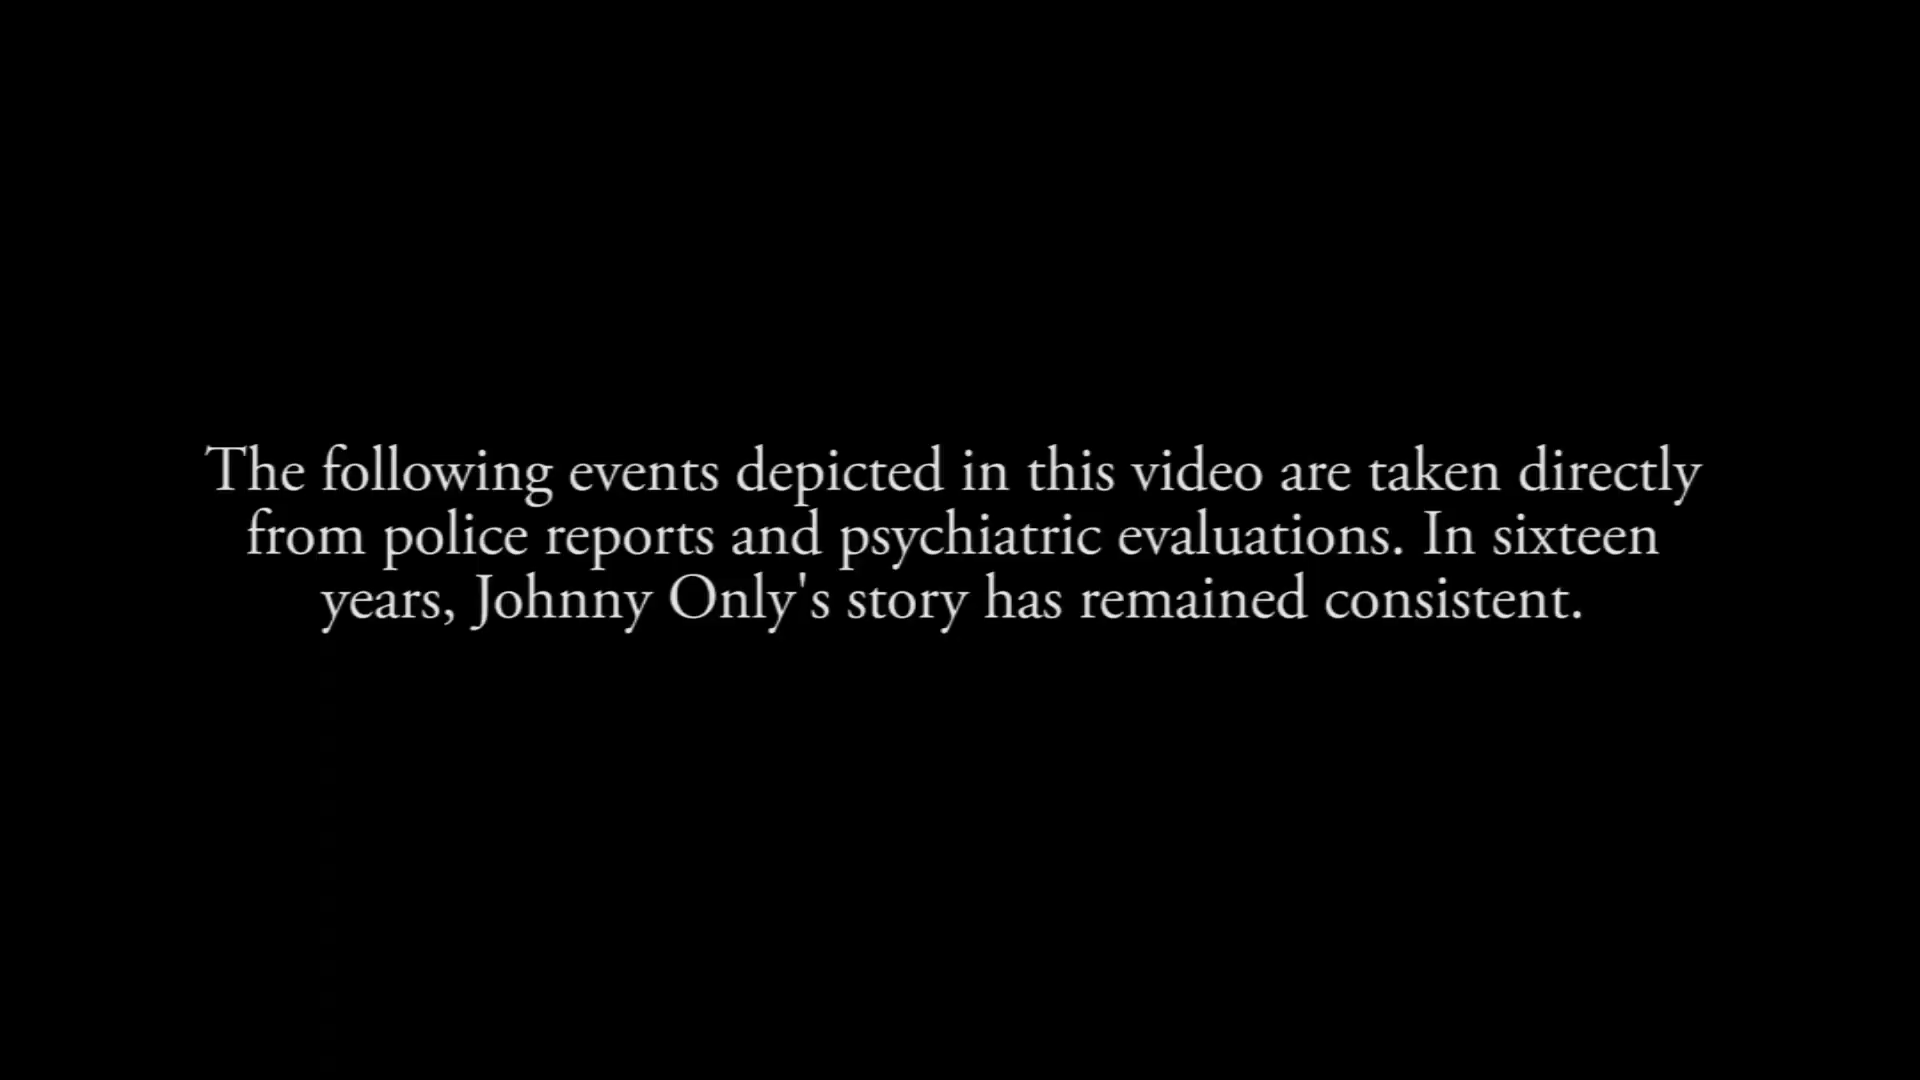 The following events depicted in this video are taken directly
from police reports and psychiatric evaluations. In sixteen
years, Johnny Only's story has remained consistent.